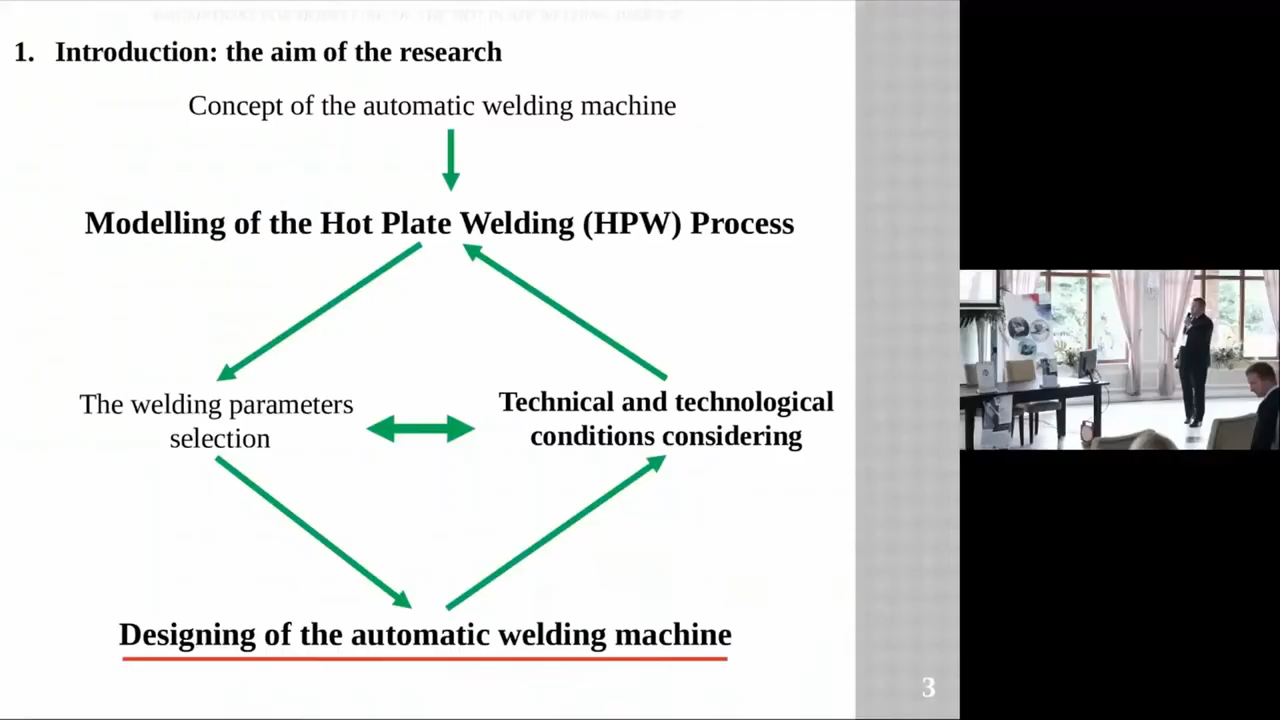 1. Introduction: the aim of the research
Concept of the automatic welding machine
Modelling of the Hot Plate Welding (HPW) Process
The welding parameters
selection
Technical and technological
conditions considering
Designing of the automatic welding machine
3